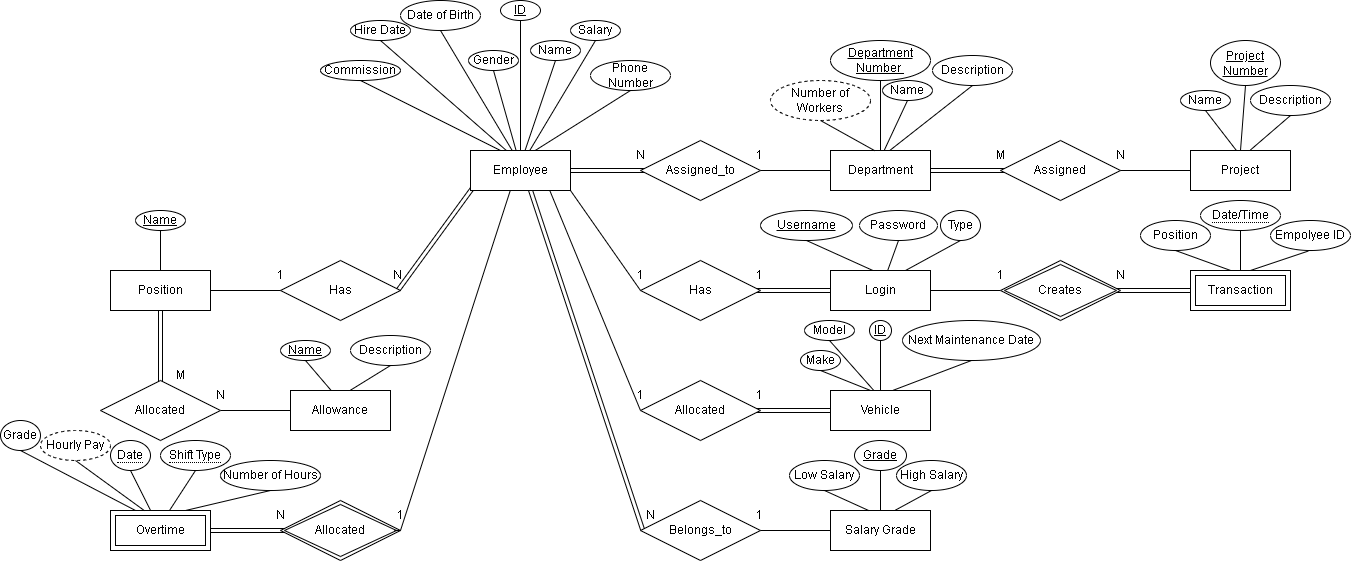 ID
Date of Birth
Hire Date
Salary
Name
Gender
Commission
Phone
Number
Department
Number
Number of
Workers
Name
Description
Project
Number
Name
Description
Employee
N
Assigned_to
1
Department
M
Assigned
N
Project
Name
Username
Password
Type
Position
Date/Time
Empolyee ID
Position
1
Has
N
1
Has
1
Login
1
Creates
N
Transaction
Model
ID
Next Maintenance Date
Make
Name
Description
M
Allocated
N
Allowance
1
Allocated
1
Vehicle
Grade
Hourly Pay
Date
Shift Type
Number of Hours
Low Salary
Grade
High Salary
Overtime
N
Allocated
1
N
Belongs_to
1
Salary Grade